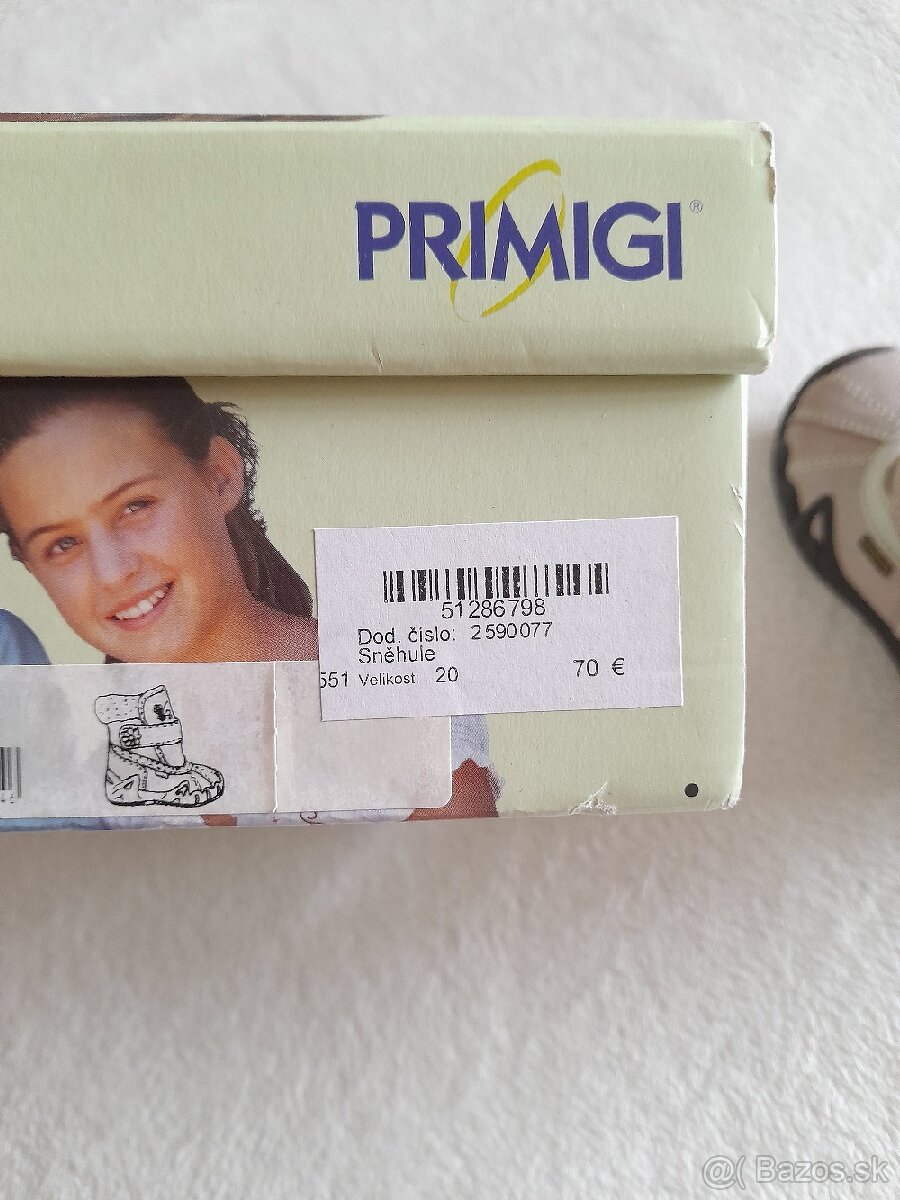 PRIMIGI®
51286798
Dod. číslo: 2590077
Sněhule
551 Velikost 20 70 €
@( Bazos.sk